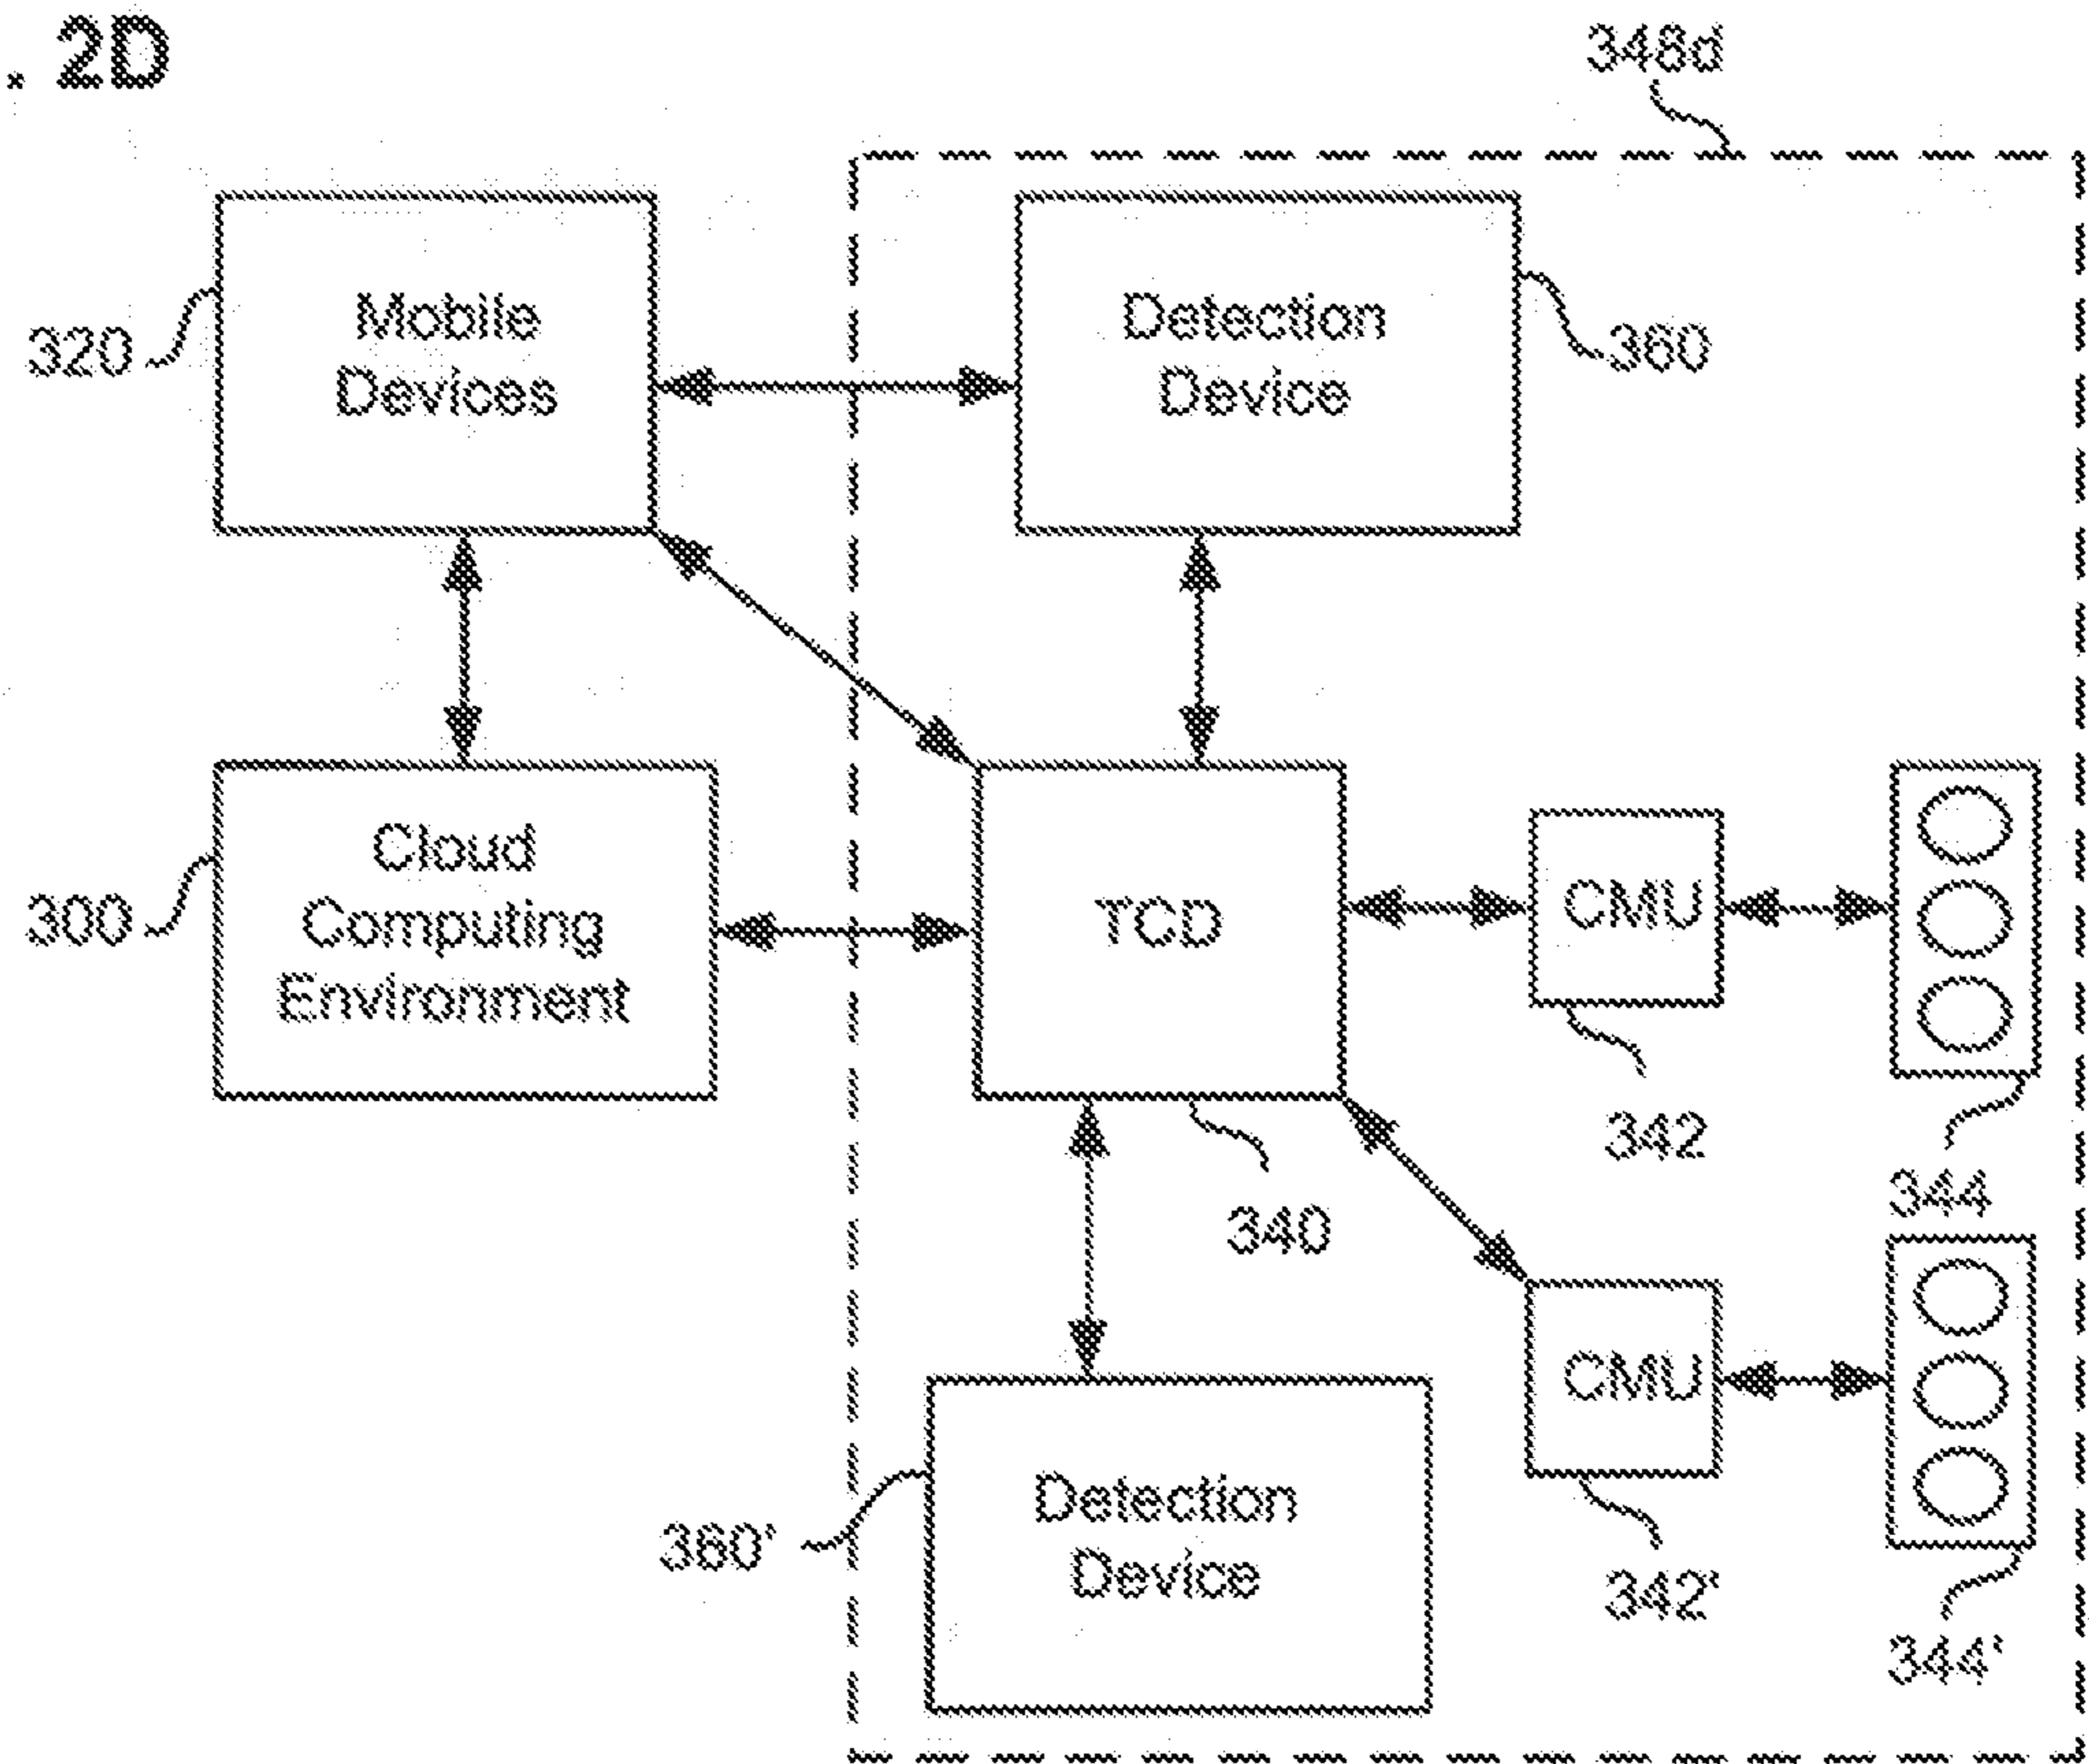 . 2D
348d
Mobile
Devices
320
Detection
Device
360
Cloud
Computing
Environment
300
TCD
CMU
342
344
340
CMU
Detection
Device
360'
342'
344'